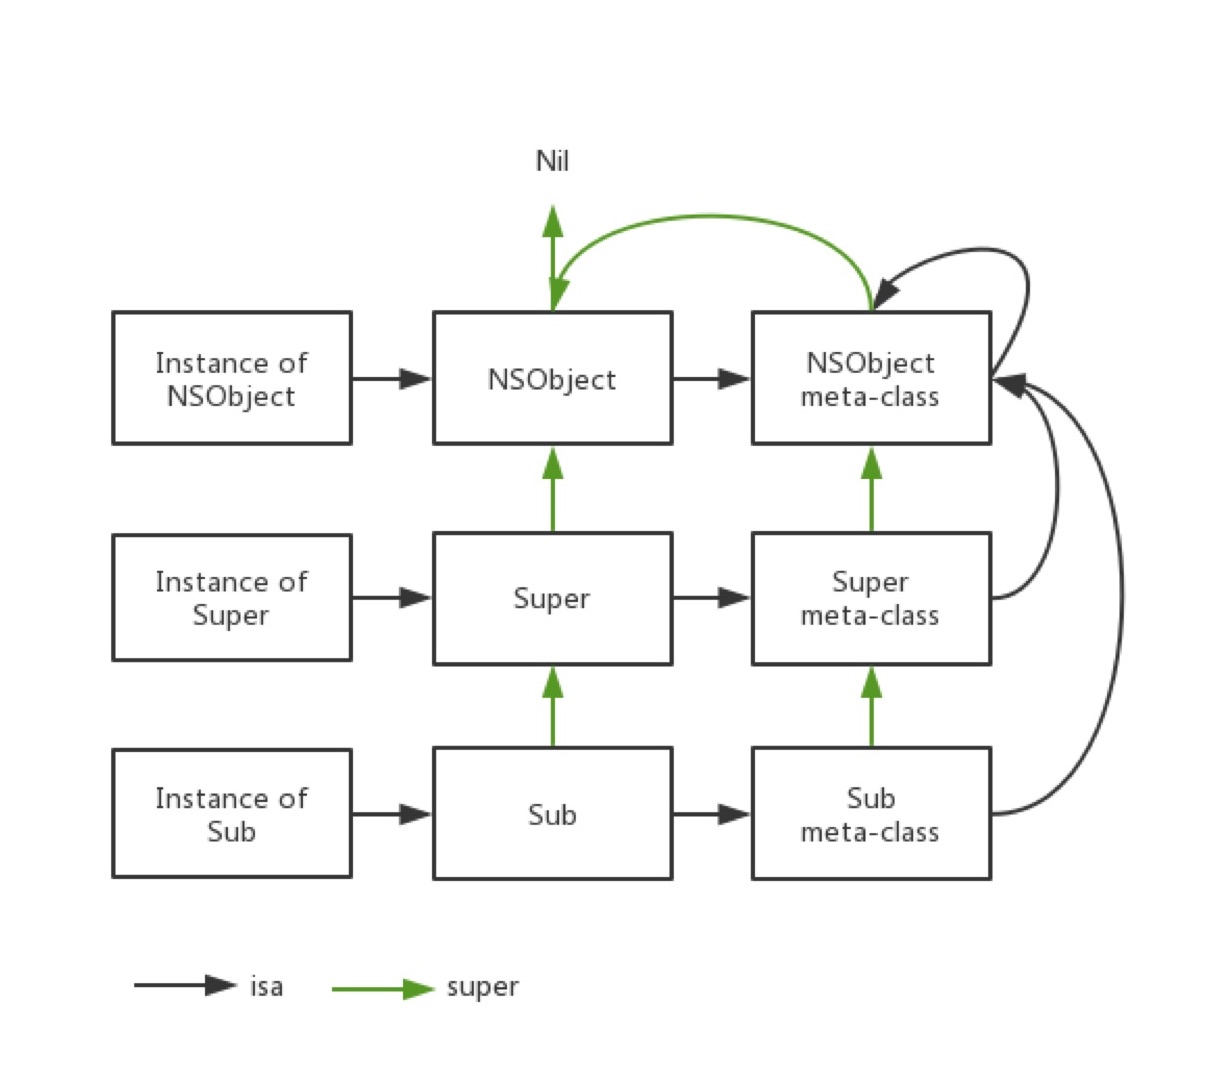 Nil
Instance of
NSObject
NSObject
NSObject
meta-class
Instance of
Super
Super
Super
meta-class
Instance of
Sub
Sub
Sub
meta-class
isa
super